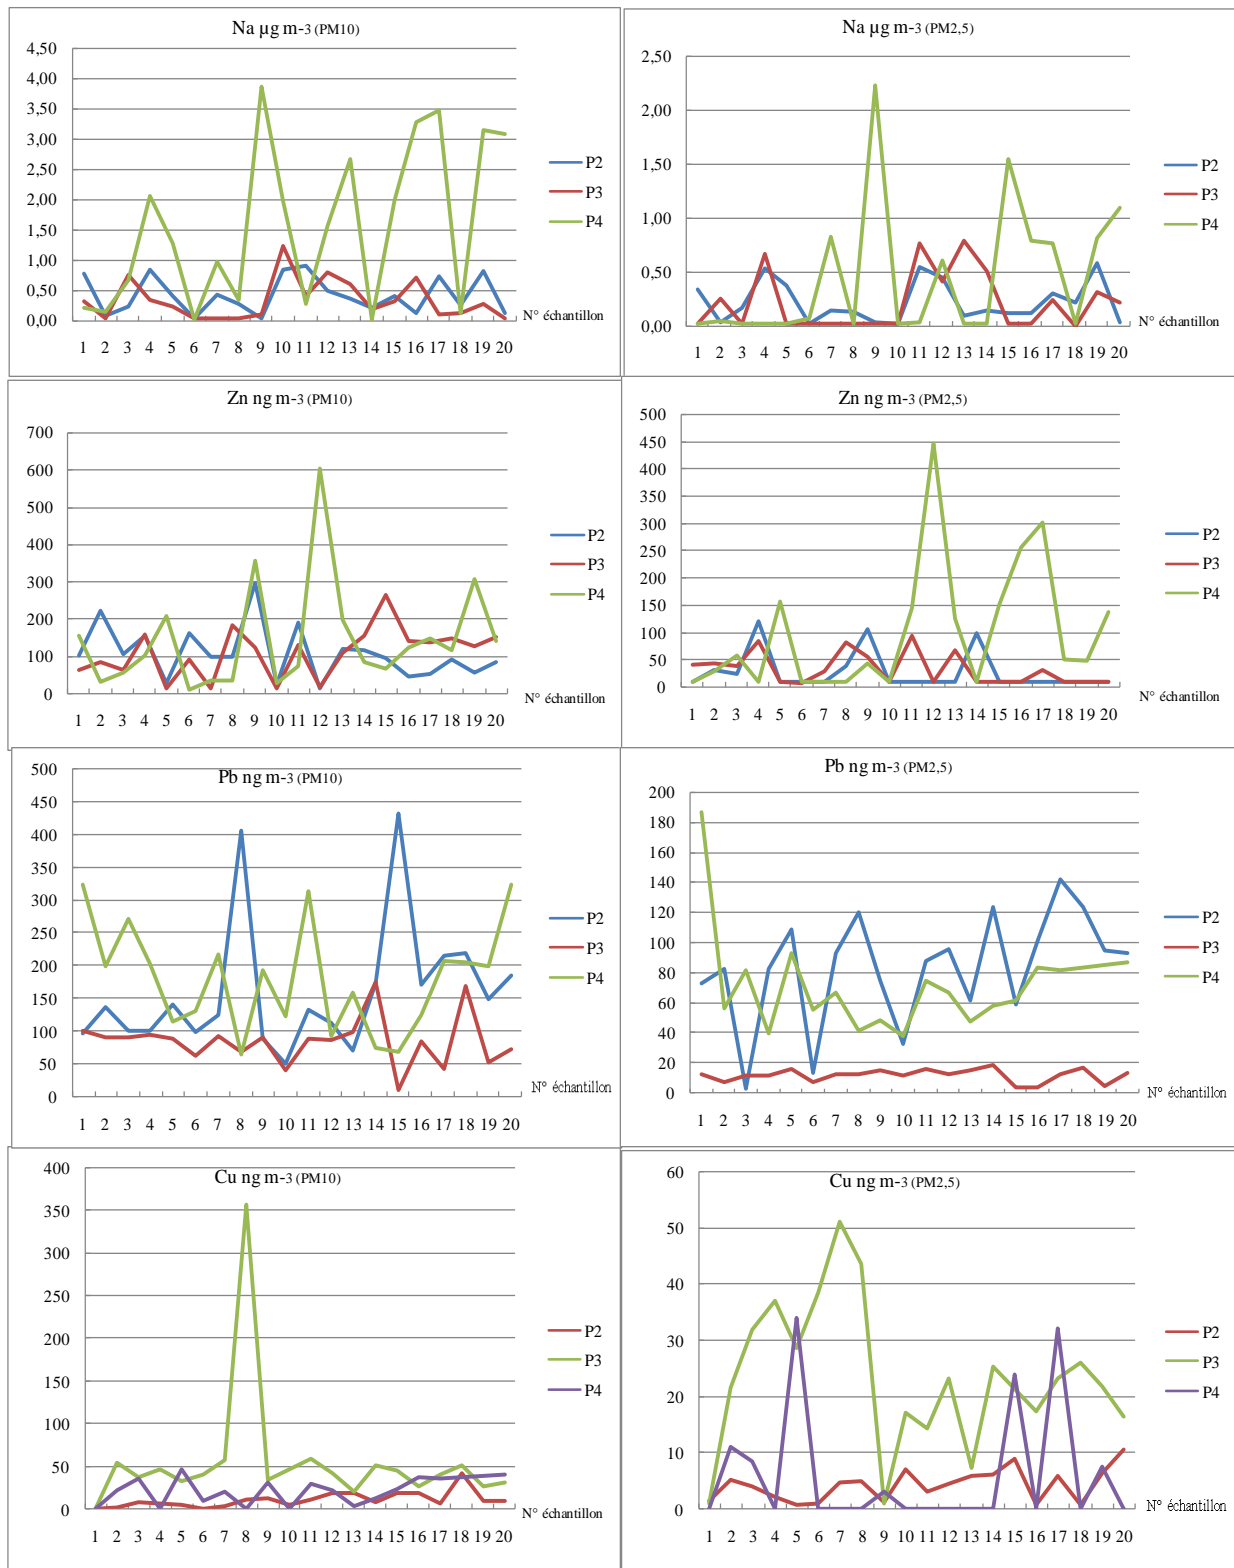 Na µg m-3 (PM10)
4,50
4,00
3,50
3,00
2,50
2,00
1,50
1,00
0,50
0,00
P2
P3
P4
N° échantillon
1 2 3 4 5 6 7 8 9 10 11 12 13 14 15 16 17 18 19 20
Na µg m-3 (PM2,5)
2,50
2,00
1,50
1,00
0,50
0,00
P2
P3
P4
N° échantillon
1 2 3 4 5 6 7 8 9 10 11 12 13 14 15 16 17 18 19 20
Zn ng m-3 (PM10)
700
600
500
400
300
200
100
0
P2
P3
P4
N° échantillon
1 2 3 4 5 6 7 8 9 10 11 12 13 14 15 16 17 18 19 20
Zn ng m-3 (PM2,5)
500
450
400
350
300
250
200
150
100
50
0
P2
P3
P4
N° échantillon
1 2 3 4 5 6 7 8 9 10 11 12 13 14 15 16 17 18 19 20
Pb ng m-3 (PM10)
500
450
400
350
300
250
200
150
100
50
0
P2
P3
P4
N° échantillon
1 2 3 4 5 6 7 8 9 10 11 12 13 14 15 16 17 18 19 20
Pb ng m-3 (PM2,5)
200
180
160
140
120
100
80
60
40
20
0
P2
P3
P4
N° échantillon
1 2 3 4 5 6 7 8 9 10 11 12 13 14 15 16 17 18 19 20
Cu ng m-3 (PM10)
400
350
300
250
200
150
100
50
0
P2
P3
P4
N° échantillon
1 2 3 4 5 6 7 8 9 10 11 12 13 14 15 16 17 18 19 20
Cu ng m-3 (PM2,5)
60
50
40
30
20
10
0
P2
P3
P4
N° échantillon
1 2 3 4 5 6 7 8 9 10 11 12 13 14 15 16 17 18 19 20